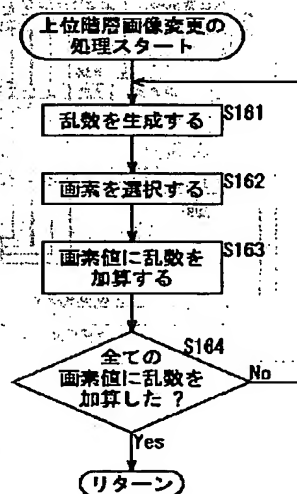 上位階層画像変更の
処理スタート
乱数を生成する
S161
画素を選択する
S162
画素値に乱数を
加算する
S163
全ての
画素値に乱数を
加算した？
S164
No
Yes
リターン